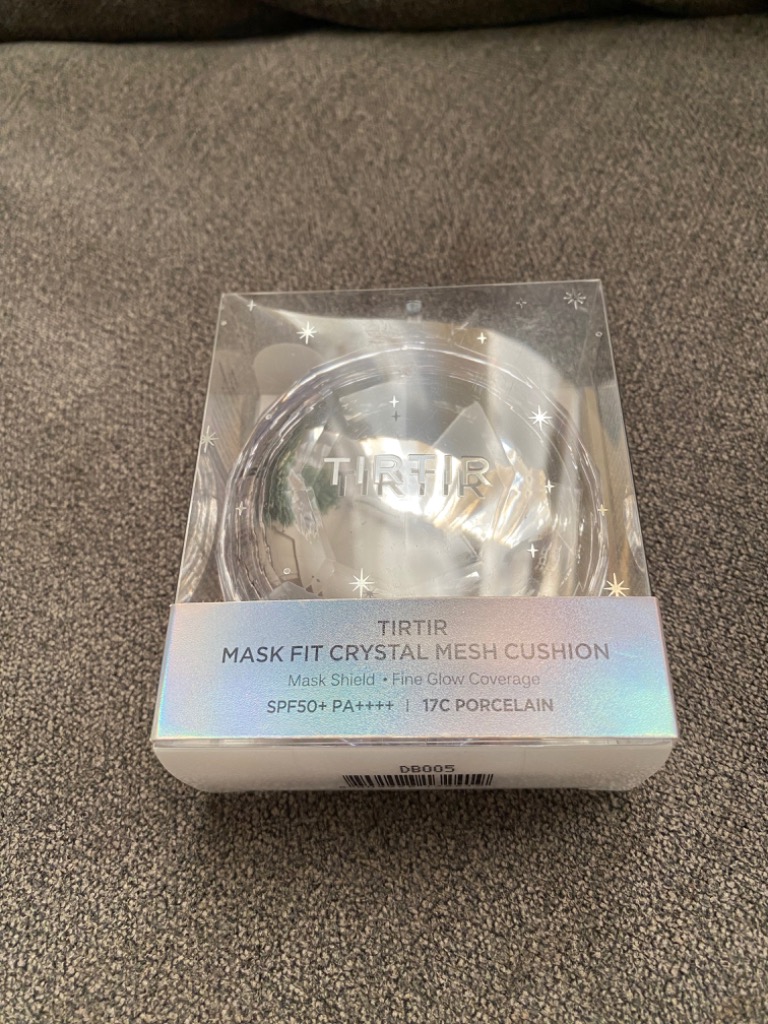 TIRTIR
TIRTIR
MASK FIT CRYSTAL MESH CUSHION
Mask Shield • Fine Glow Coverage
SPF50+ PA++++ | 17C PORCELAIN
DB005